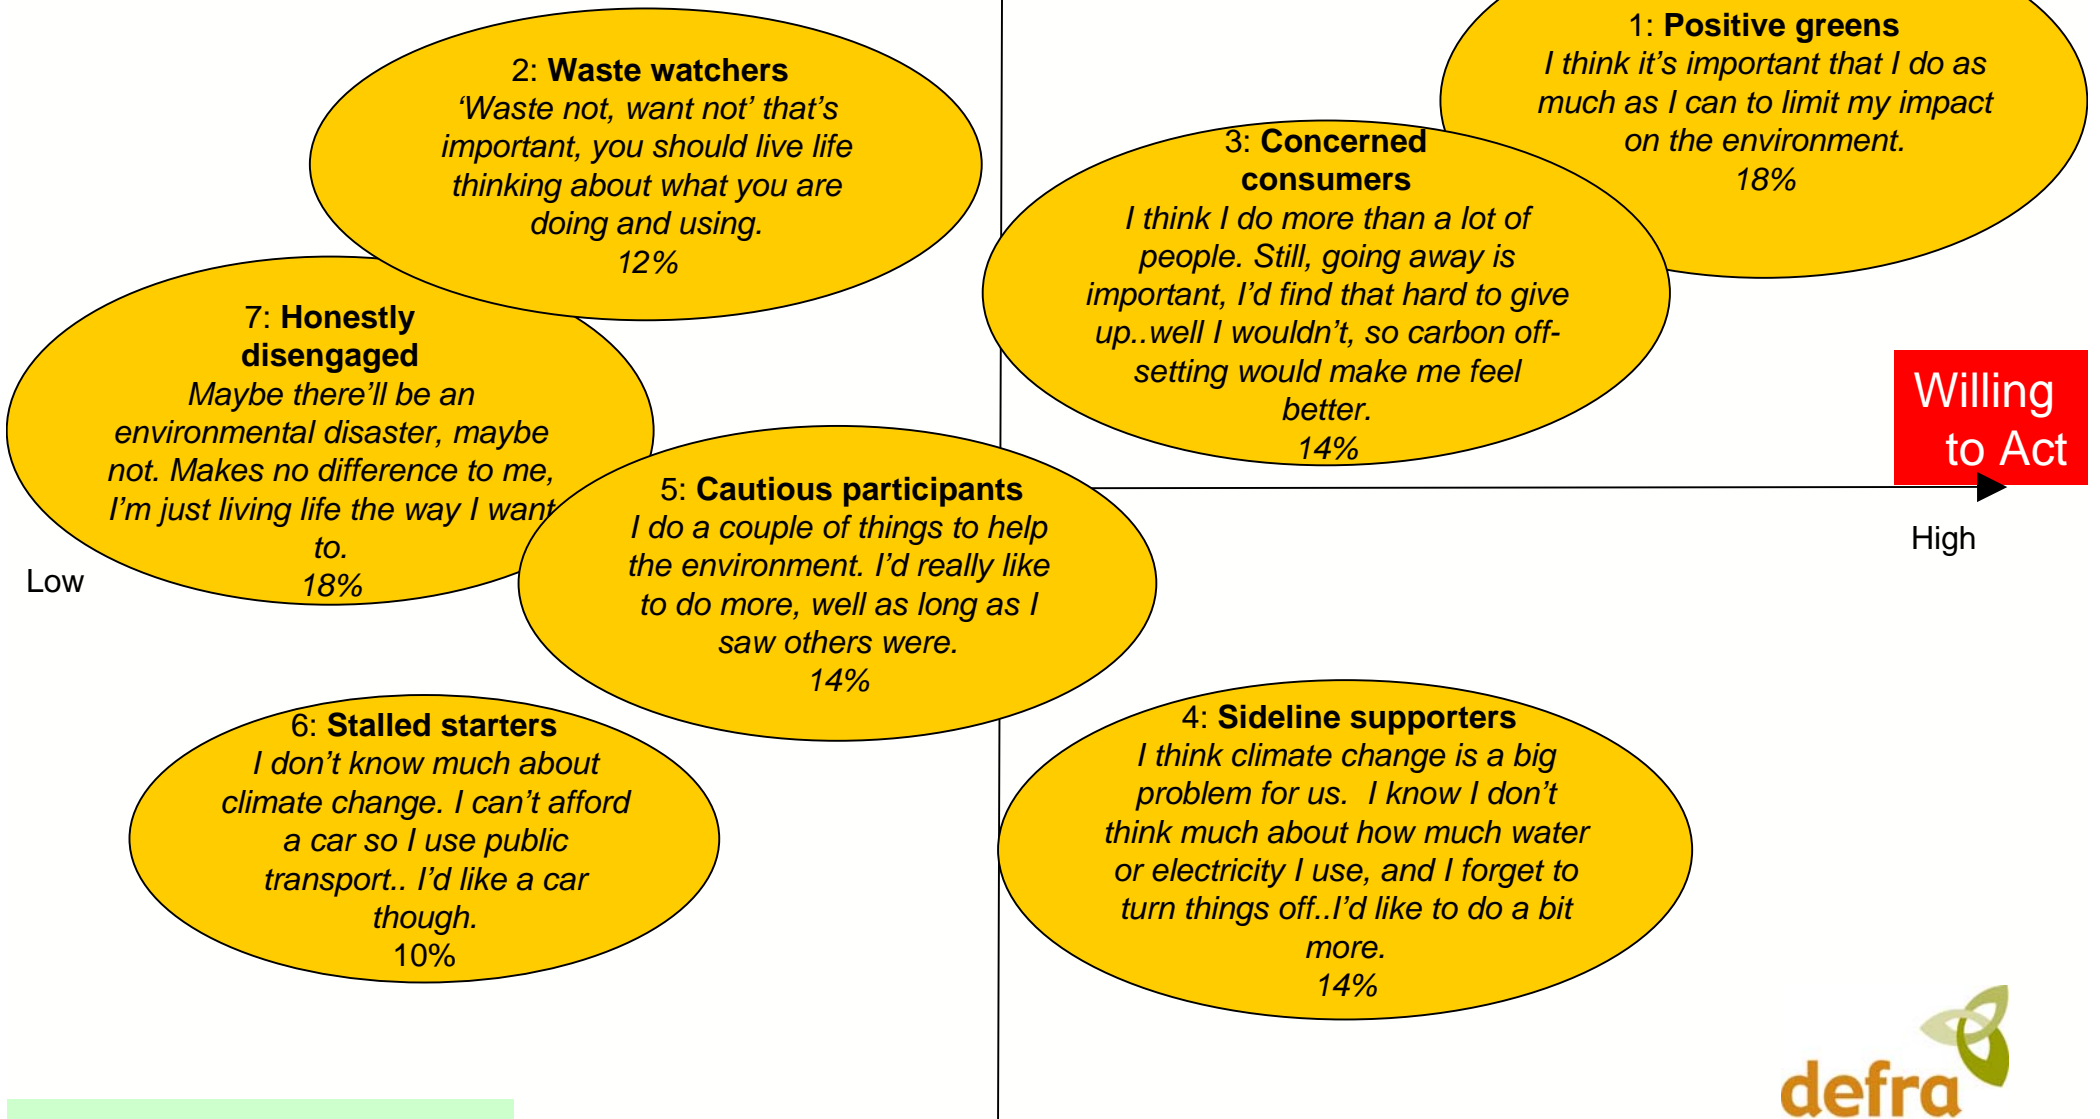 1: Positive greens
I think it's important that I do as
much as I can to limit my impact
on the environment.
18%
2: Waste watchers
‘Waste not, want not’ that’s
important, you should live life
thinking about what you are
doing and using.
12%
3: Concerned
consumers
I think I do more than a lot of
people. Still, going away is
important, I’d find that hard to give
up..well I wouldn’t, so carbon off-
setting would make me feel
better.
14%
7: Honestly
disengaged
Maybe there’ll be an
environmental disaster, maybe
not. Makes no difference to me,
I’m just living life the way I want
to.
18%
Willing
to Act
High
Low
5: Cautious participants
I do a couple of things to help
the environment. I’d really like
to do more, well as long as I
saw others were.
14%
6: Stalled starters
I don’t know much about
climate change. I can’t afford
a car so I use public
transport.. I’d like a car
though.
10%
4: Sideline supporters
I think climate change is a big
problem for us.  I know I don’t
think much about how much water
or electricity I use, and I forget to
turn things off..I’d like to do a bit
more.
14%
defra